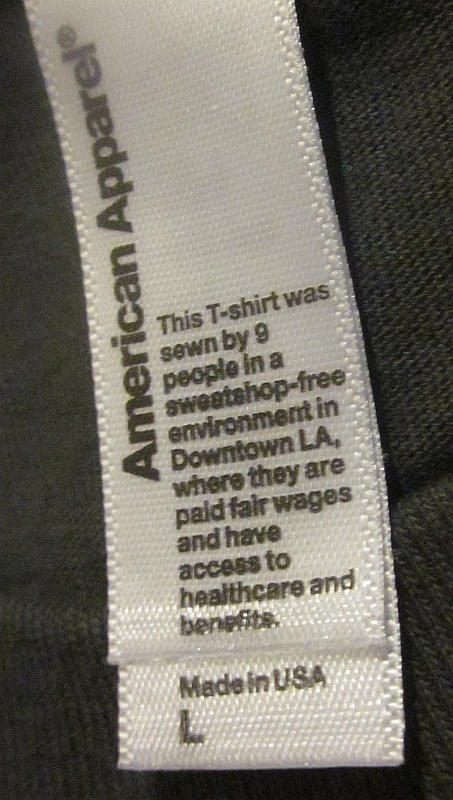 American Apparel®
This T-shirt was
sewn by 9
people in a
sweatshop-free
environment in
Downtown LA,
where they are
paid fair wages
and have
access to
healthcare and
benefits.
Made in USA
L